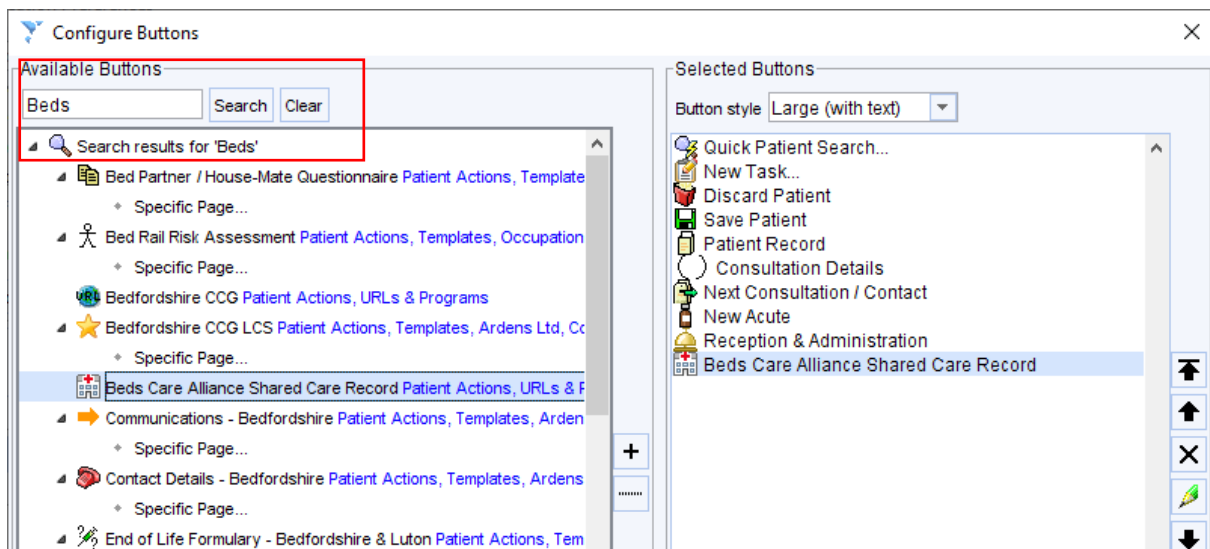 Configure Buttons
Available Buttons
Beds Search Clear
Search results for 'Beds'
Bed Partner / House-Mate Questionnaire Patient Actions, Template
Specific Page...
Bed Rail Risk Assessment Patient Actions, Templates, Occupation
Specific Page...
URL Bedfordshire CCG Patient Actions, URLs & Programs
Bedfordshire CCG LCS Patient Actions, Templates, Ardens Ltd, Co
Specific Page...
Beds Care Alliance Shared Care Record Patient Actions, URLs & P
Communications - Bedfordshire Patient Actions, Templates, Arden
Specific Page...
Contact Details - Bedfordshire Patient Actions, Templates, Ardens
Specific Page...
End of Life Formulary - Bedfordshire & Luton Patient Actions, Tem
Selected Buttons
Button style Large (with text)
Quick Patient Search...
New Task...
Discard Patient
Save Patient
Patient Record
Consultation Details
Next Consultation / Contact
New Acute
Reception & Administration
Beds Care Alliance Shared Care Record